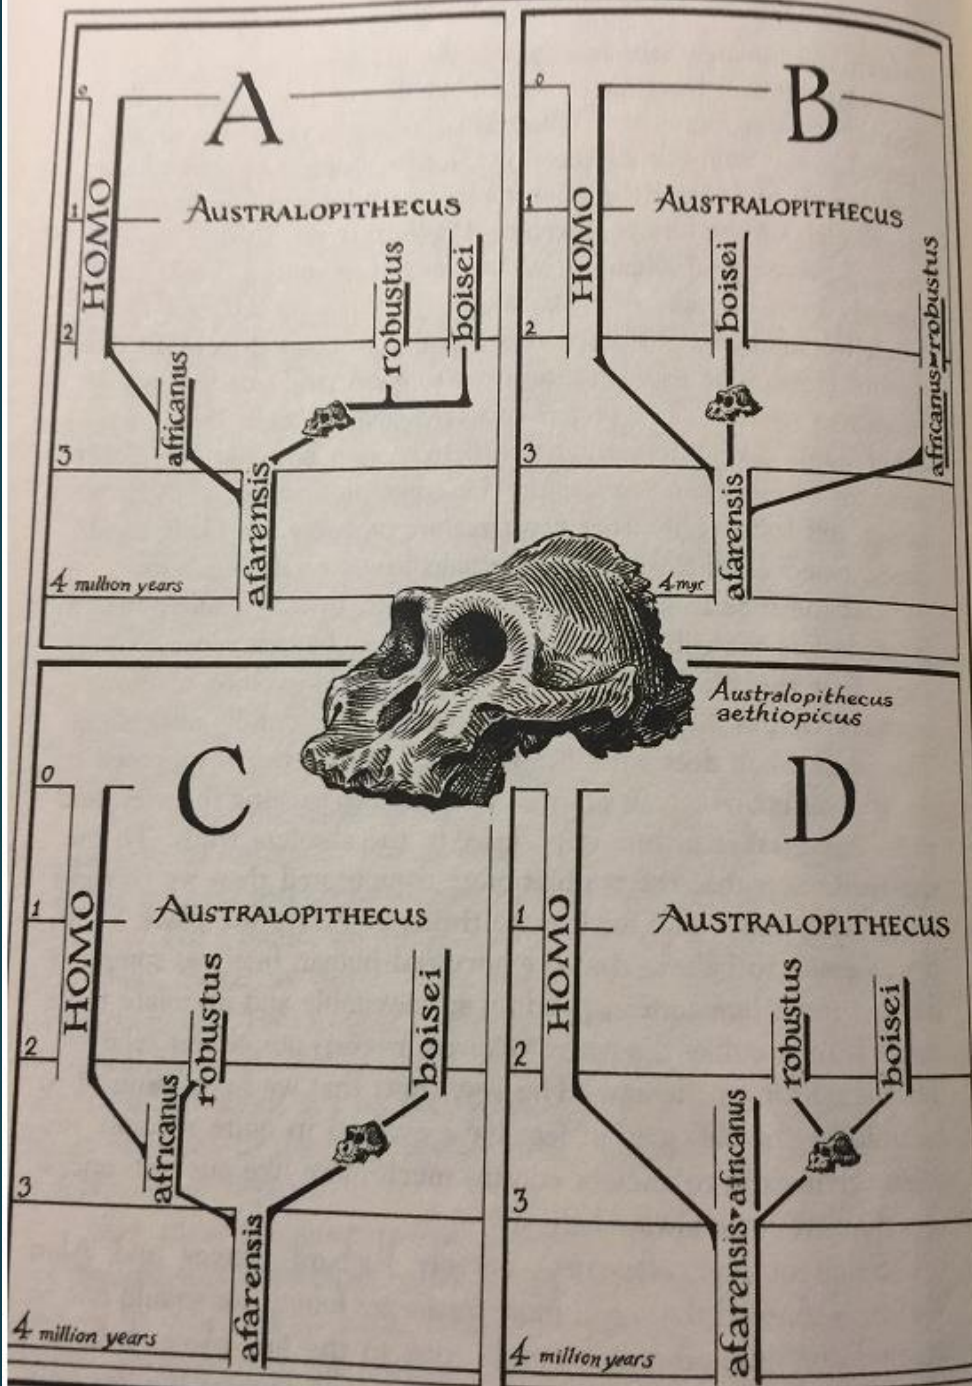 A
0
AUSTRALOPITHECUS
1
HOMO
robustus
boisei
2
africanus
3
afarensis
4 million years
B
0
AUSTRALOPITHECUS
1
HOMO
boisei
africanus-robustus
2
3
afarensis
4 myr
Australopithecus
aethiopicus
C
0
AUSTRALOPITHECUS
1
HOMO
robustus
boisei
2
africanus
3
afarensis
4 million years
D
AUSTRALOPITHECUS
1
HOMO
robustus
boisei
2
afarensis-africanus
3
4 million years